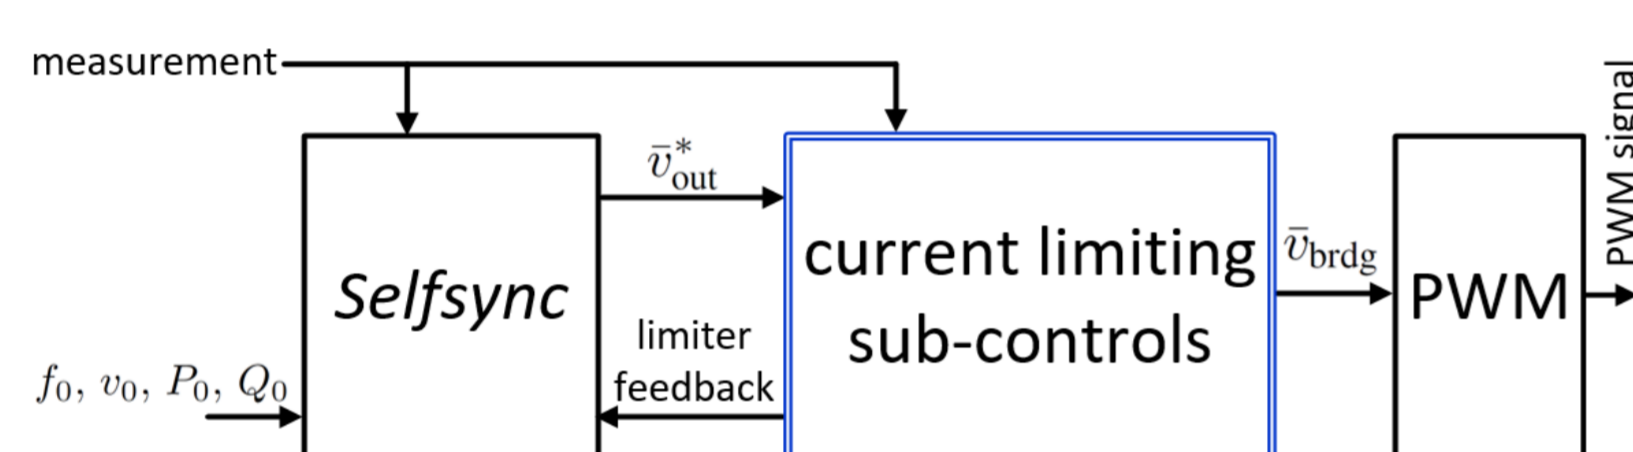 measurement
PWM signal
v̄*out
Selfsync
current limiting
sub-controls
v̄brdg
PWM
limiter
feedback
f0, v0, P0, Q0